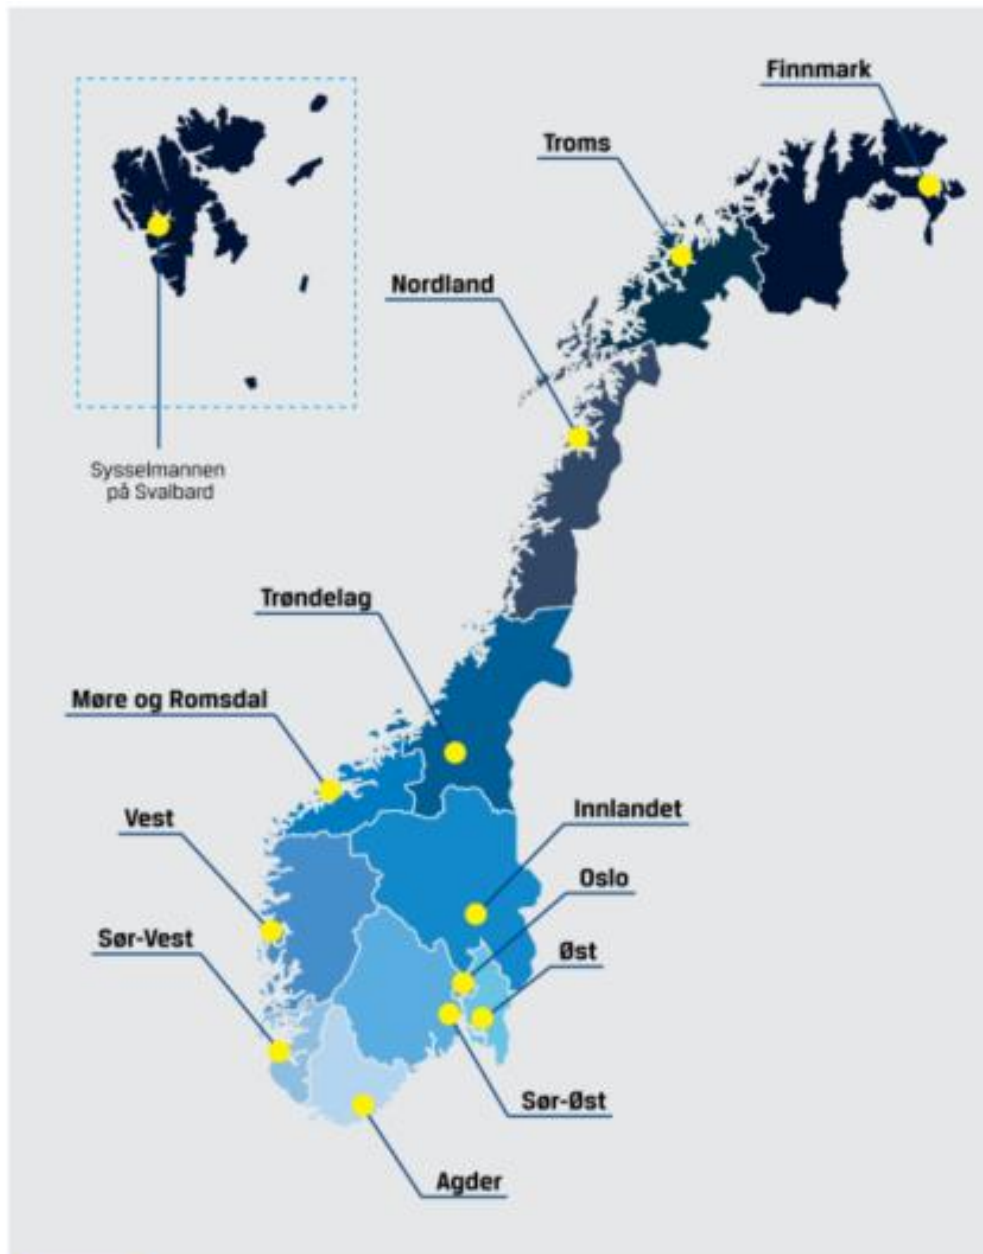 Finnmark
Troms
Nordland
Sysselmannen
på Svalbard
Trøndelag
Møre og Romsdal
Vest
Innlandet
Oslo
Sør-Vest
Øst
Sør-Øst
Agder